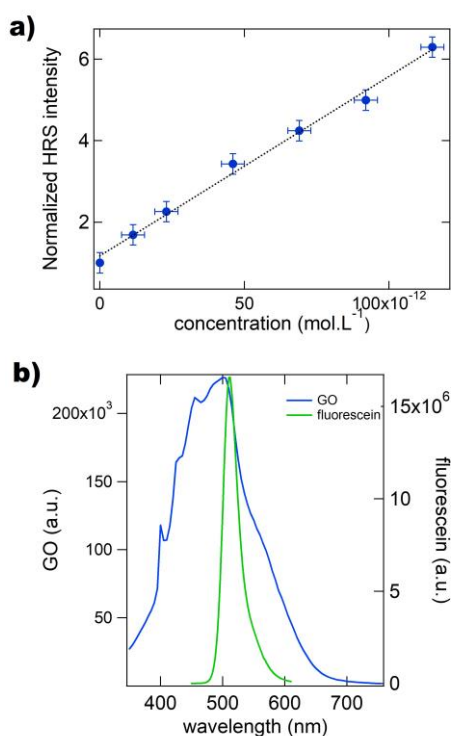 a)
Normalized HRS intensity
6
4
2
0
50
100x10⁻¹²
concentration (mol.L⁻¹)
b)
GO
fluorescein
GO (a.u.)
200x10³
150
100
50
fluorescein (a.u.)
15x10⁶
10
5
0
400
500
600
700
wavelength (nm)